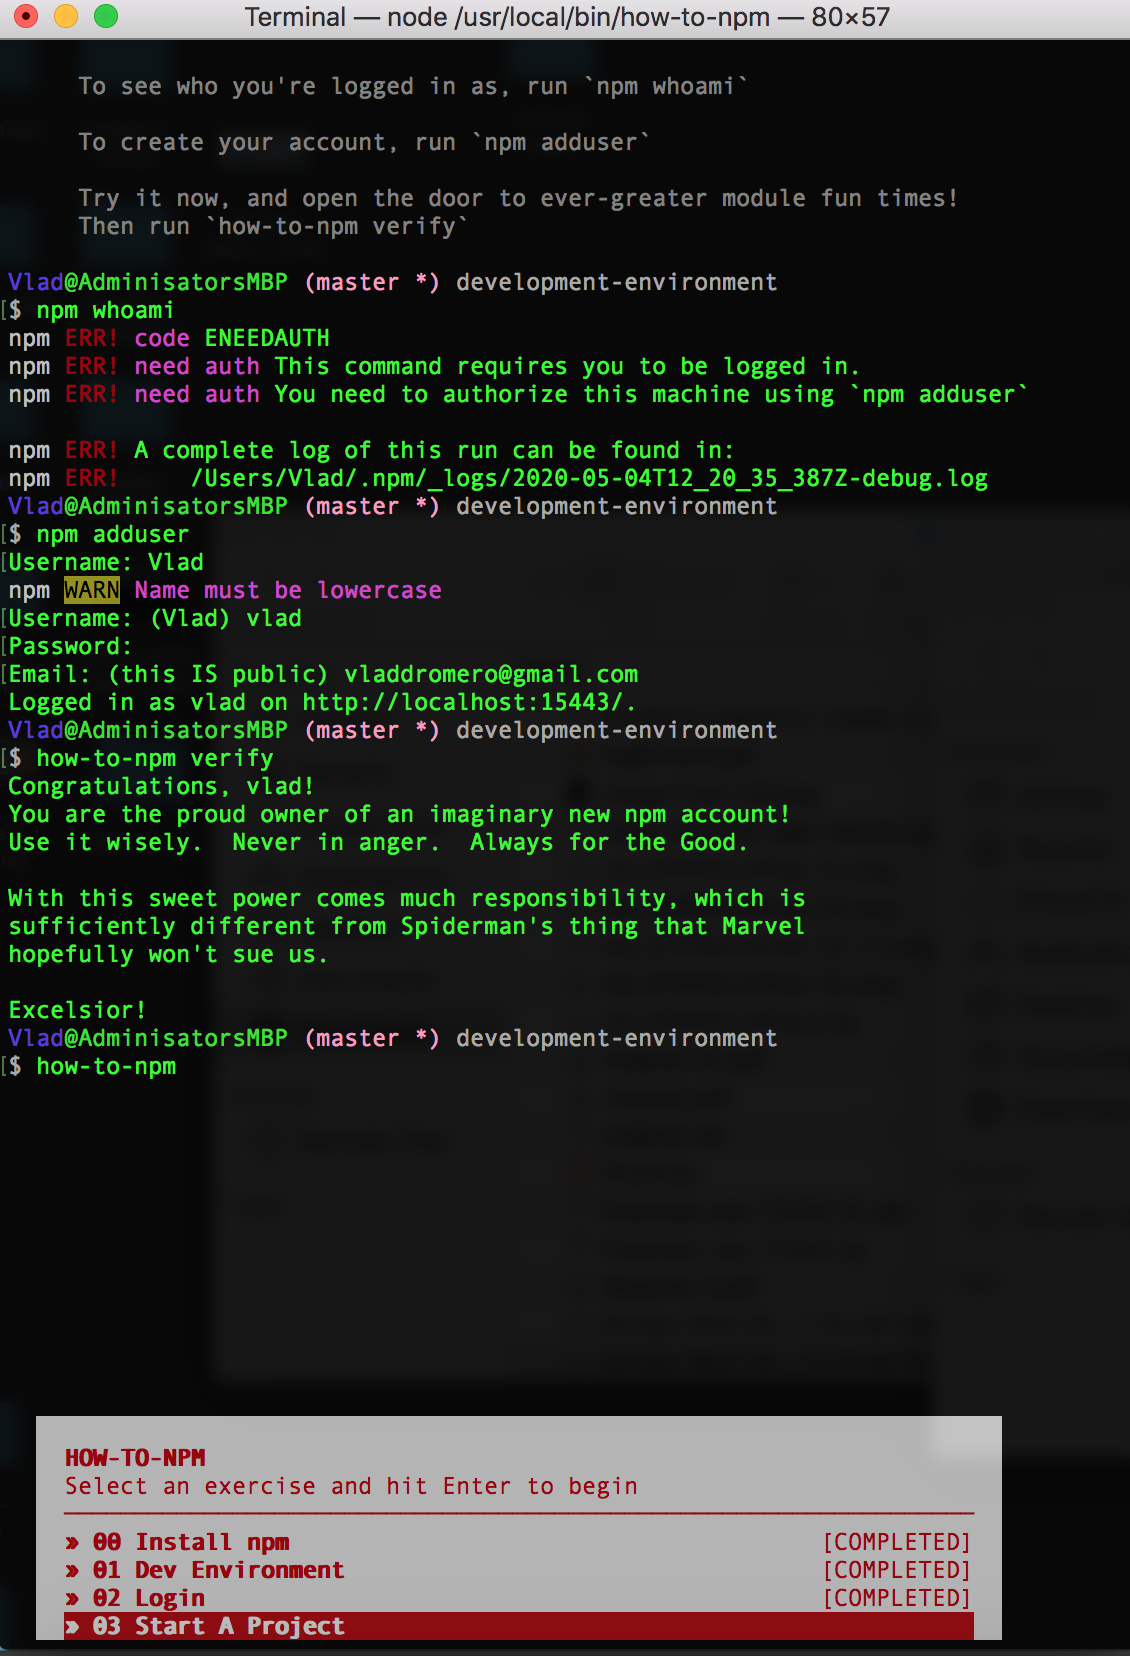 Terminal — node /usr/local/bin/how-to-npm — 80×57
To see who you're logged in as, run `npm whoami`
To create your account, run `npm adduser`
Try it now, and open the door to ever-greater module fun times!
Then run `how-to-npm verify`
Vlad@AdminisatorsMBP (master *) development-environment
[$ npm whoami
npm ERR! code ENEEDAUTH
npm ERR! need auth This command requires you to be logged in.
npm ERR! need auth You need to authorize this machine using `npm adduser`
npm ERR! A complete log of this run can be found in:
npm ERR!     /Users/Vlad/.npm/_logs/2020-05-04T12_20_35_387Z-debug.log
Vlad@AdminisatorsMBP (master *) development-environment
[$ npm adduser
[Username: Vlad
npm WARN Name must be lowercase
[Username: (Vlad) vlad
[Password:
[Email: (this IS public) vladdromero@gmail.com
Logged in as vlad on http://localhost:15443/.
Vlad@AdminisatorsMBP (master *) development-environment
[$ how-to-npm verify
Congratulations, vlad!
You are the proud owner of an imaginary new npm account!
Use it wisely.  Never in anger.  Always for the Good.
With this sweet power comes much responsibility, which is
sufficiently different from Spiderman's thing that Marvel
hopefully won't sue us.
Excelsior!
Vlad@AdminisatorsMBP (master *) development-environment
[$ how-to-npm
HOW-TO-NPM
Select an exercise and hit Enter to begin
» 00 Install npm [COMPLETED]
» 01 Dev Environment [COMPLETED]
» 02 Login [COMPLETED]
» 03 Start A Project